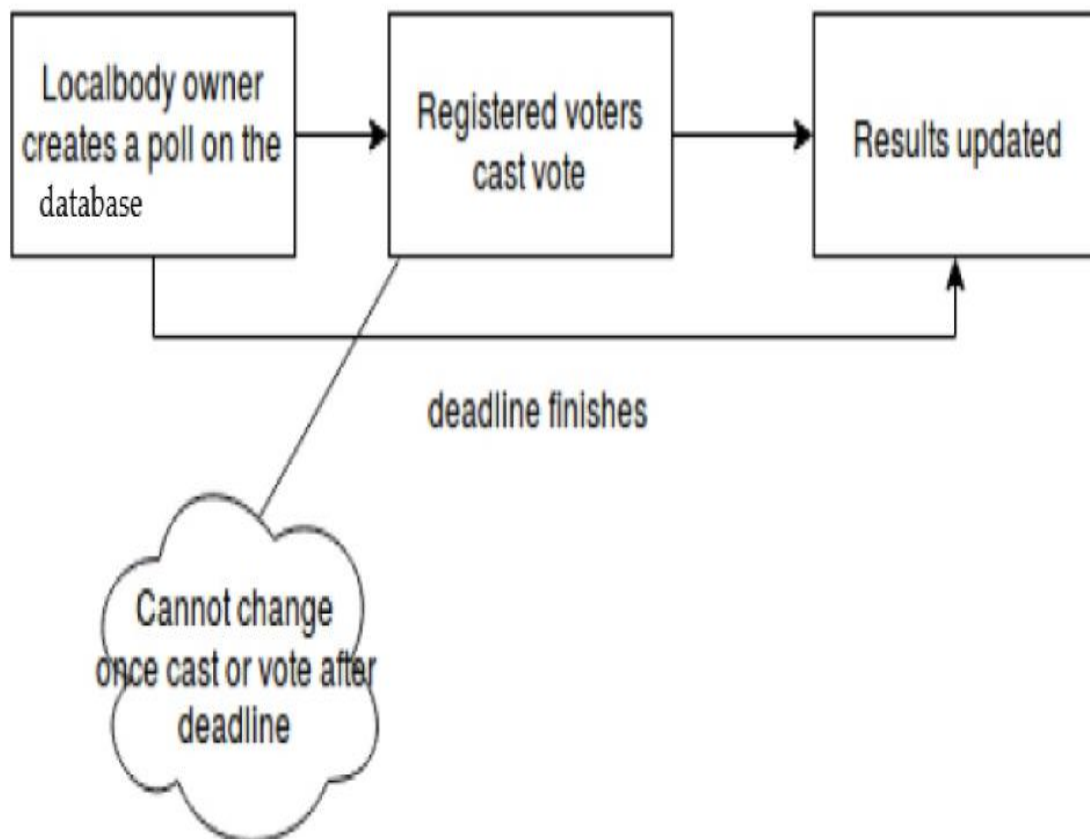 Localbody owner
creates a poll on the
database
Registered voters
cast vote
Results updated
deadline finishes
Cannot change
once cast or vote after
deadline